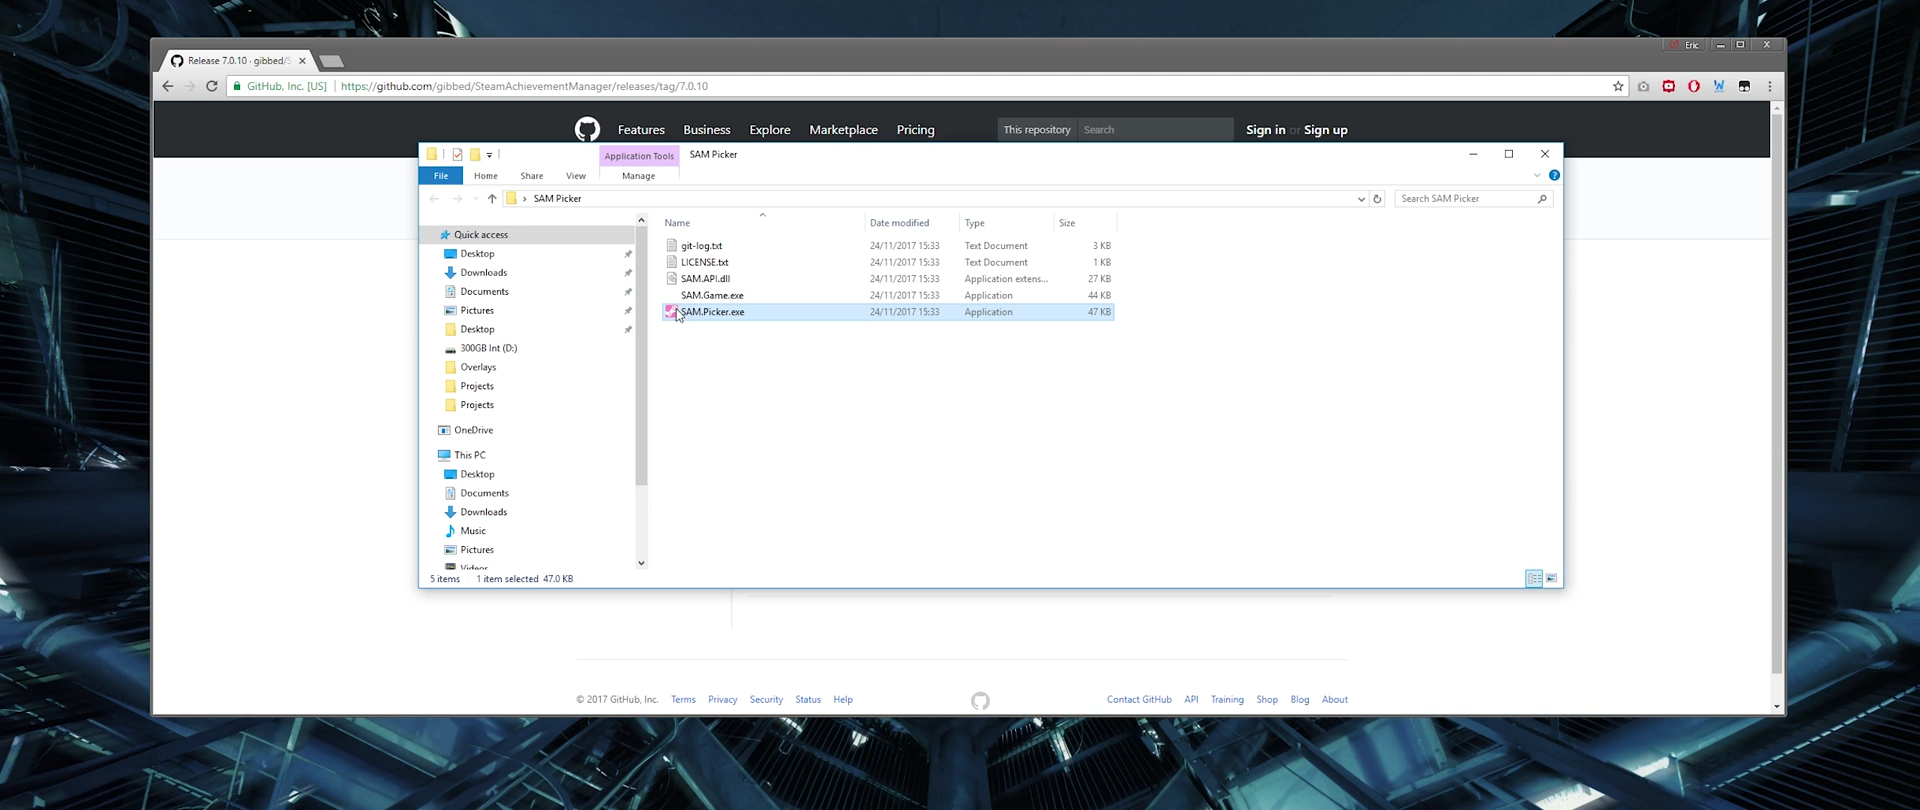 Eric
Release 7.0.10 · gibbed/S
GitHub, Inc. [US] https://github.com/gibbed/SteamAchievementManager/releases/tag/7.0.10
Features Business Explore Marketplace Pricing This repository Search Sign in or Sign up
Application Tools SAM Picker
File Home Share View Manage
SAM Picker Search SAM Picker
Name Date modified Type Size
Quick access
Desktop
Downloads
Documents
Pictures
Desktop
300GB Int (D:)
Overlays
Projects
Projects
OneDrive
This PC
Desktop
Documents
Downloads
Music
Pictures
Videos
git-log.txt 24/11/2017 15:33 Text Document 3 KB
LICENSE.txt 24/11/2017 15:33 Text Document 1 KB
SAM.API.dll 24/11/2017 15:33 Application extens... 27 KB
SAM.Game.exe 24/11/2017 15:33 Application 44 KB
SAM.Picker.exe 24/11/2017 15:33 Application 47 KB
5 items 1 item selected 47.0 KB
© 2017 GitHub, Inc. Terms Privacy Security Status Help Contact GitHub API Training Shop Blog About